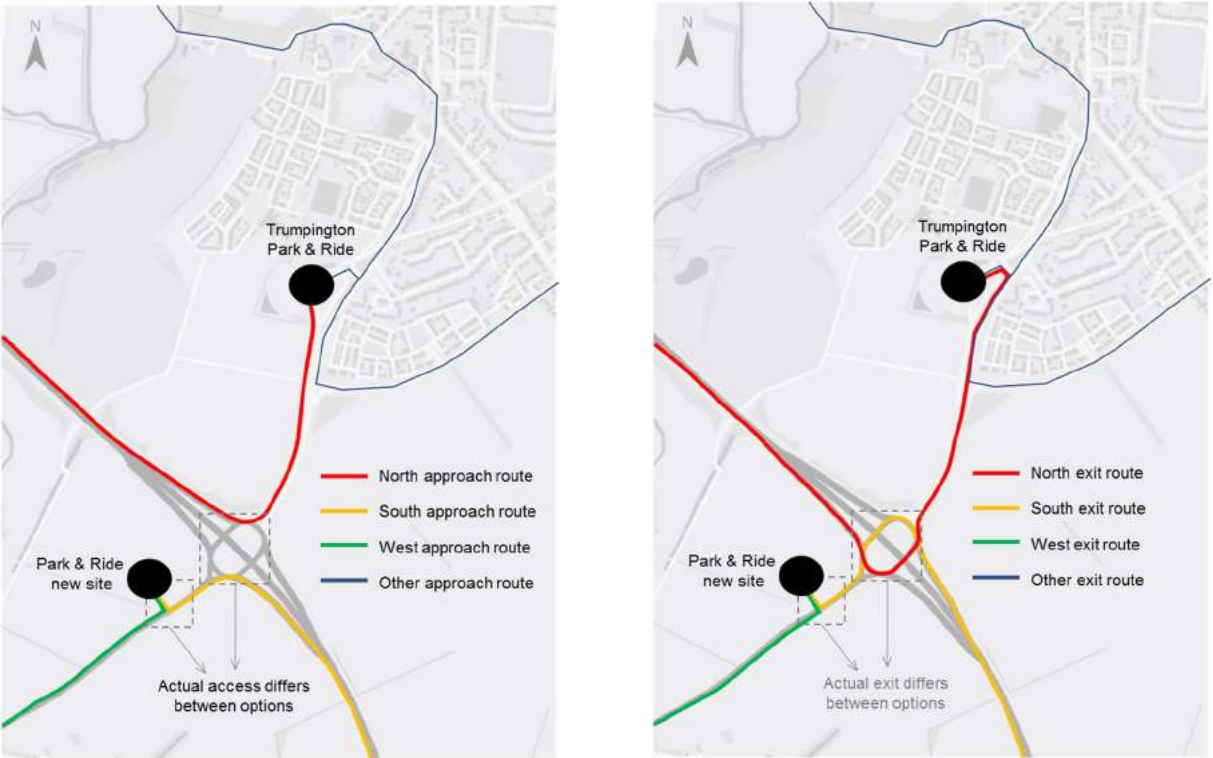 N
Trumpington
Park & Ride
North approach route
South approach route
West approach route
Other approach route
Park & Ride
new site
Actual access differs
between options
N
Trumpington
Park & Ride
North exit route
South exit route
West exit route
Other exit route
Park & Ride
new site
Actual exit differs
between options